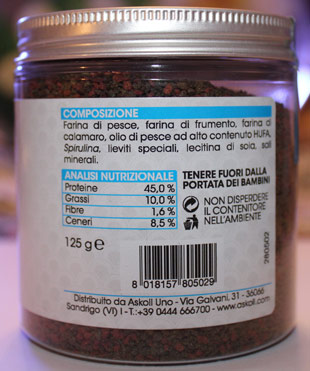 COMPOSIZIONE
Farina di pesce, farina di frumento, farina di
calamaro, olio di pesce ad alto contenuto HUFA,
Spirulina, lieviti speciali, lecitina di soia, sali
minerali.
ANALISI NUTRIZIONALE
Proteine 45,0 %
Grassi 10,0 %
Fibre 1,6 %
Ceneri 8,5 %
TENERE FUORI DALLA
PORTATA DEI BAMBINI
NON DISPERDERE
IL CONTENITORE
NELL'AMBIENTE
125 g e
260502
8 018157 805029
Distribuito da Askoll Uno - Via Galvani, 31 - 36066
Sandrigo (VI) I - T.:+39 0444 666700 - www.askoll.com